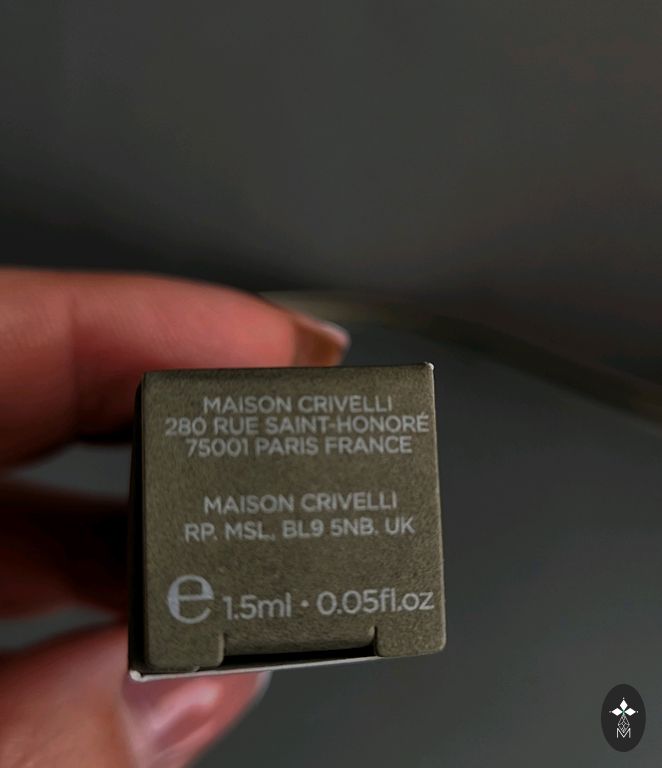 MAISON CRIVELLI
280 RUE SAINT-HONORÉ
75001 PARIS FRANCE
MAISON CRIVELLI
RP. MSL, BL9 5NB. UK
e 1.5ml · 0.05fl.oz
M